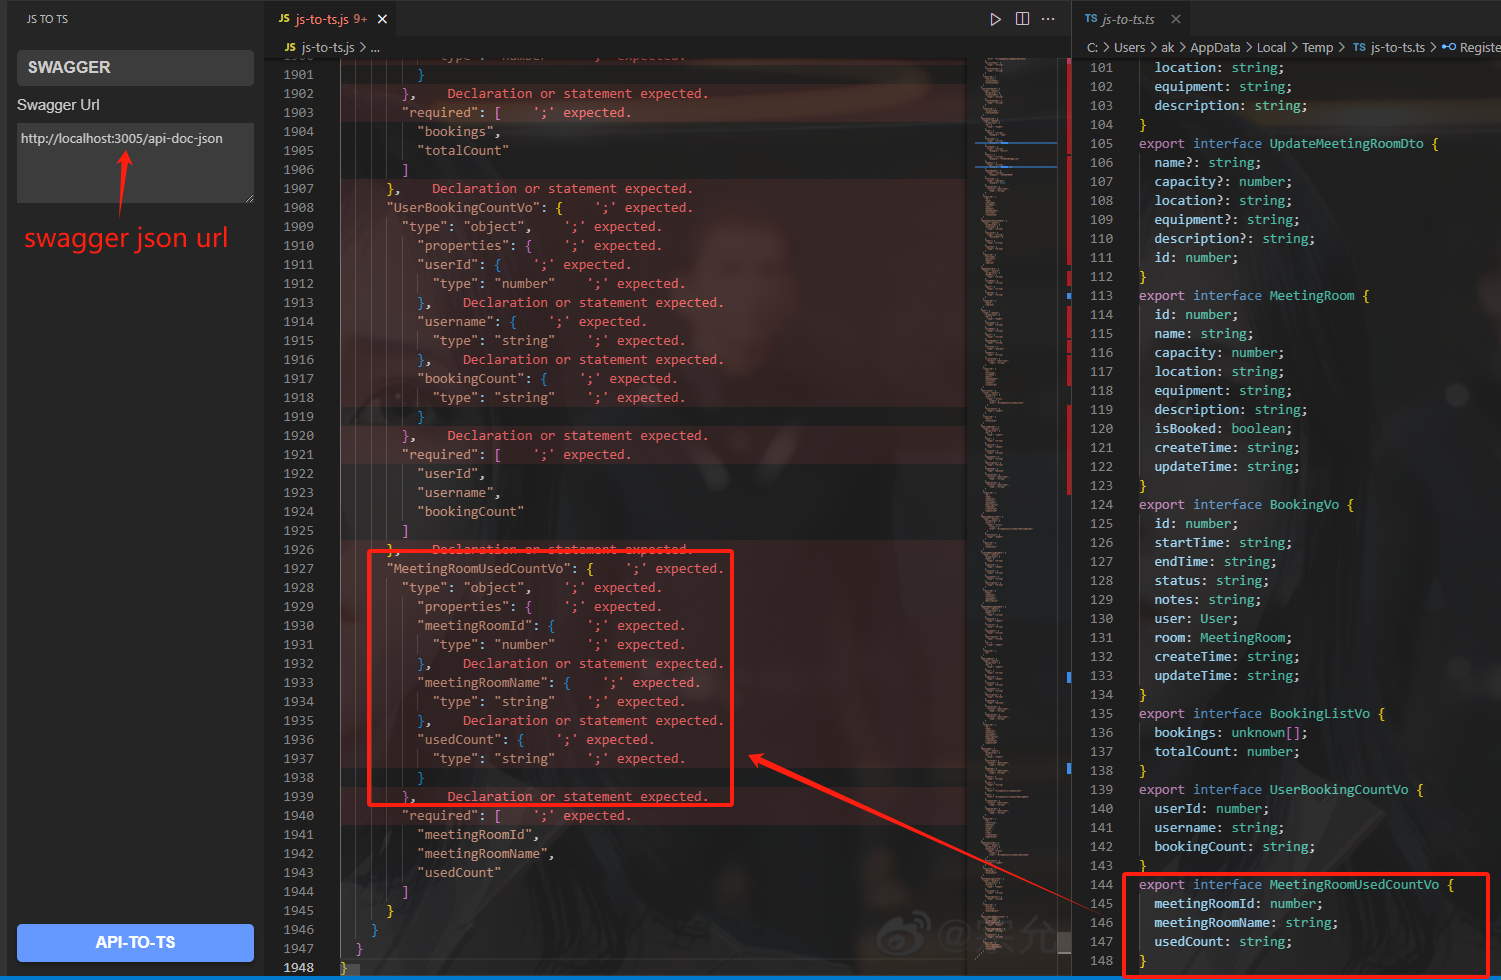 JS TO TS
SWAGGER
Swagger Url
http://localhost:3005/api-doc-json
swagger json url
API-TO-TS
JS js-to-ts.js 9+
JS js-to-ts.js > ...
1901 }
1902 }, Declaration or statement expected.
1903 "required": [ ';' expected.
1904 "bookings",
1905 "totalCount"
1906 ]
1907 }, Declaration or statement expected.
1908 "UserBookingCountVo": { ';' expected.
1909 "type": "object", ';' expected.
1910 "properties": { ';' expected.
1911 "userId": { ';' expected.
1912 "type": "number" ';' expected.
1913 }, Declaration or statement expected.
1914 "username": { ';' expected.
1915 "type": "string" ';' expected.
1916 }, Declaration or statement expected.
1917 "bookingCount": { ';' expected.
1918 "type": "string" ';' expected.
1919 }
1920 }, Declaration or statement expected.
1921 "required": [ ';' expected.
1922 "userId",
1923 "username",
1924 "bookingCount"
1925 ]
1926 }, Declaration or statement expected.
1927 "MeetingRoomUsedCountVo": { ';' expected.
1928 "type": "object", ';' expected.
1929 "properties": { ';' expected.
1930 "meetingRoomId": { ';' expected.
1931 "type": "number" ';' expected.
1932 }, Declaration or statement expected.
1933 "meetingRoomName": { ';' expected.
1934 "type": "string" ';' expected.
1935 }, Declaration or statement expected.
1936 "usedCount": { ';' expected.
1937 "type": "string" ';' expected.
1938 }
1939 }, Declaration or statement expected.
1940 "required": [ ';' expected.
1941 "meetingRoomId",
1942 "meetingRoomName",
1943 "usedCount"
1944 ]
1945 }
1946 }
1947 }
1948 }
TS js-to-ts.ts
C: > Users > ak > AppData > Local > Temp > TS js-to-ts.ts > Registe
101 location: string;
102 equipment: string;
103 description: string;
104 }
105 export interface UpdateMeetingRoomDto {
106 name?: string;
107 capacity?: number;
108 location?: string;
109 equipment?: string;
110 description?: string;
111 id: number;
112 }
113 export interface MeetingRoom {
114 id: number;
115 name: string;
116 capacity: number;
117 location: string;
118 equipment: string;
119 description: string;
120 isBooked: boolean;
121 createTime: string;
122 updateTime: string;
123 }
124 export interface BookingVo {
125 id: number;
126 startTime: string;
127 endTime: string;
128 status: string;
129 notes: string;
130 user: User;
131 room: MeetingRoom;
132 createTime: string;
133 updateTime: string;
134 }
135 export interface BookingListVo {
136 bookings: unknown[];
137 totalCount: number;
138 }
139 export interface UserBookingCountVo {
140 userId: number;
141 username: string;
142 bookingCount: string;
143 }
144 export interface MeetingRoomUsedCountVo {
145 meetingRoomId: number;
146 meetingRoomName: string;
147 usedCount: string;
148 }